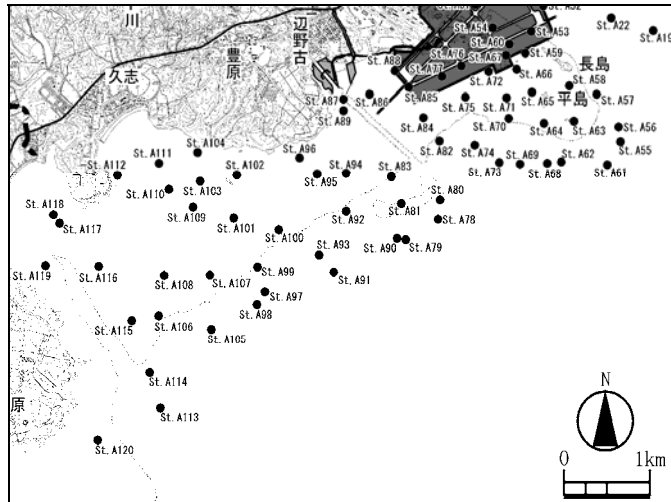 川
辺野古
豊原
久志
長島
平島
原
St. A52
St. A54
St. A53
St. A22
St. A19
St. A60
St. A59
St. A76
St. A67
St. A88
St. A77
St. A72
St. A66
St. A58
St. A85
St. A75
St. A71
St. A65
St. A57
St. A87
St. A86
St. A89
St. A84
St. A70
St. A64
St. A63
St. A56
St. A55
St. A82
St. A74
St. A73
St. A69
St. A68
St. A62
St. A61
St. A104
St. A96
St. A111
St. A112
St. A102
St. A94
St. A95
St. A83
St. A110
St. A103
St. A80
St. A109
St. A101
St. A92
St. A81
St. A78
St. A118
St. A117
St. A100
St. A90
St. A79
St. A93
St. A91
St. A119
St. A116
St. A108
St. A107
St. A99
St. A97
St. A98
St. A115
St. A106
St. A105
St. A114
St. A113
St. A120
N
0 1km